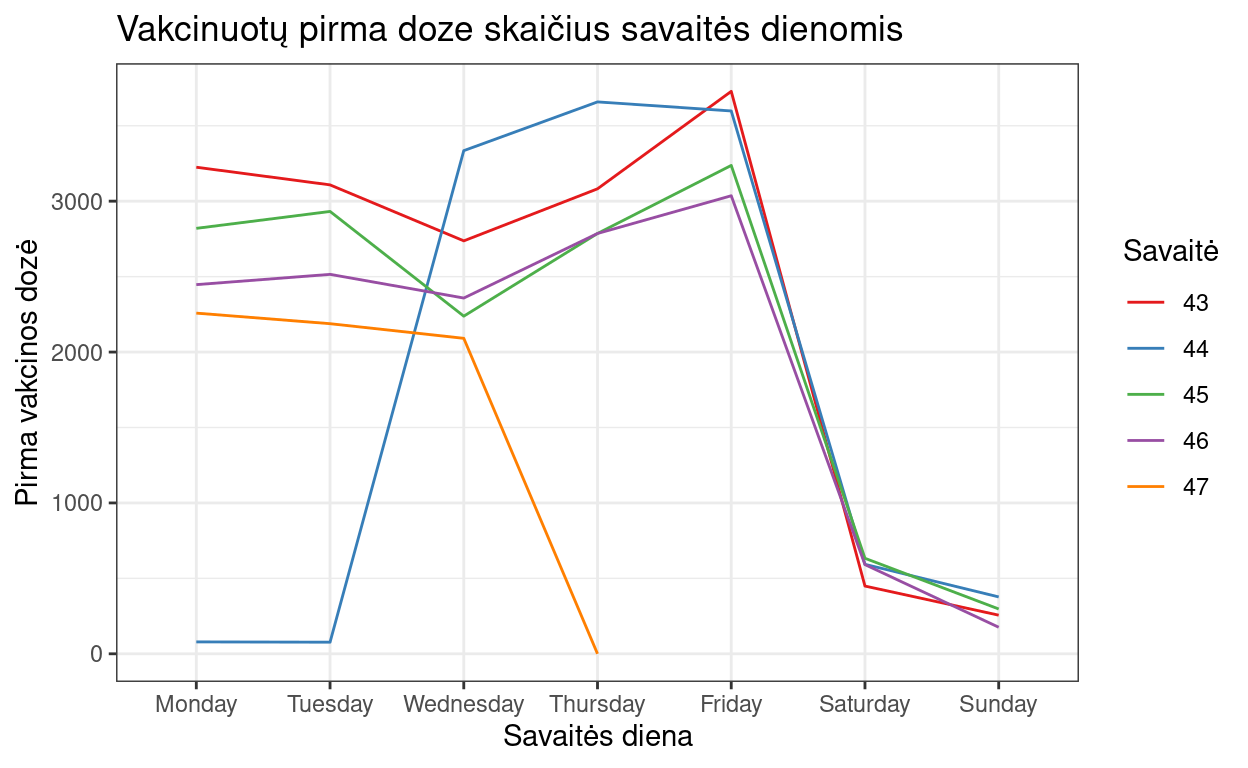 Vakcinuotų pirma doze skaičius savaitės dienomis
Pirma vakcinos dozė
3000
2000
1000
0
Monday Tuesday Wednesday Thursday Friday Saturday Sunday
Savaitės diena
Savaitė
43
44
45
46
47